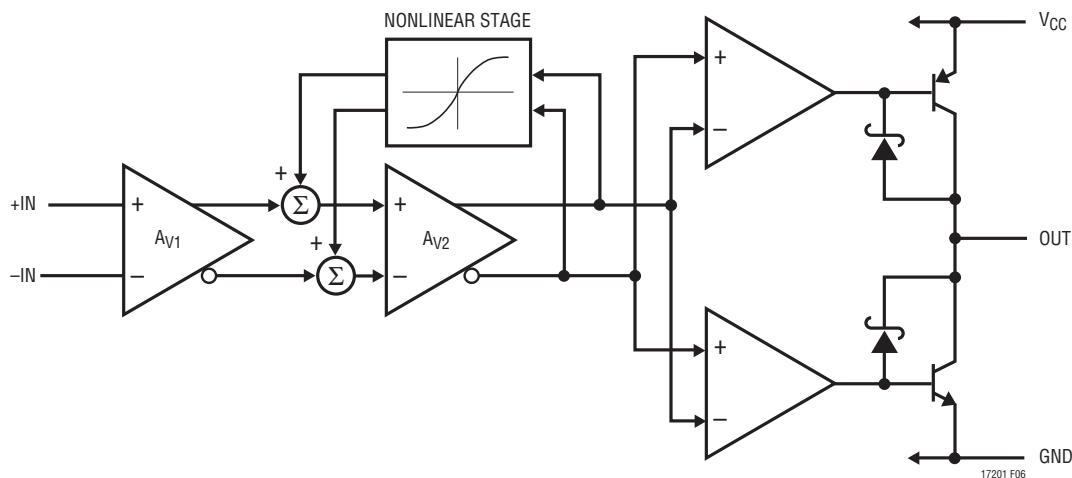 NONLINEAR STAGE
VCC
+
–
+IN
–IN
+
–
AV1
+
Σ
+
Σ
+
–
AV2
OUT
+
–
GND
17201 F06